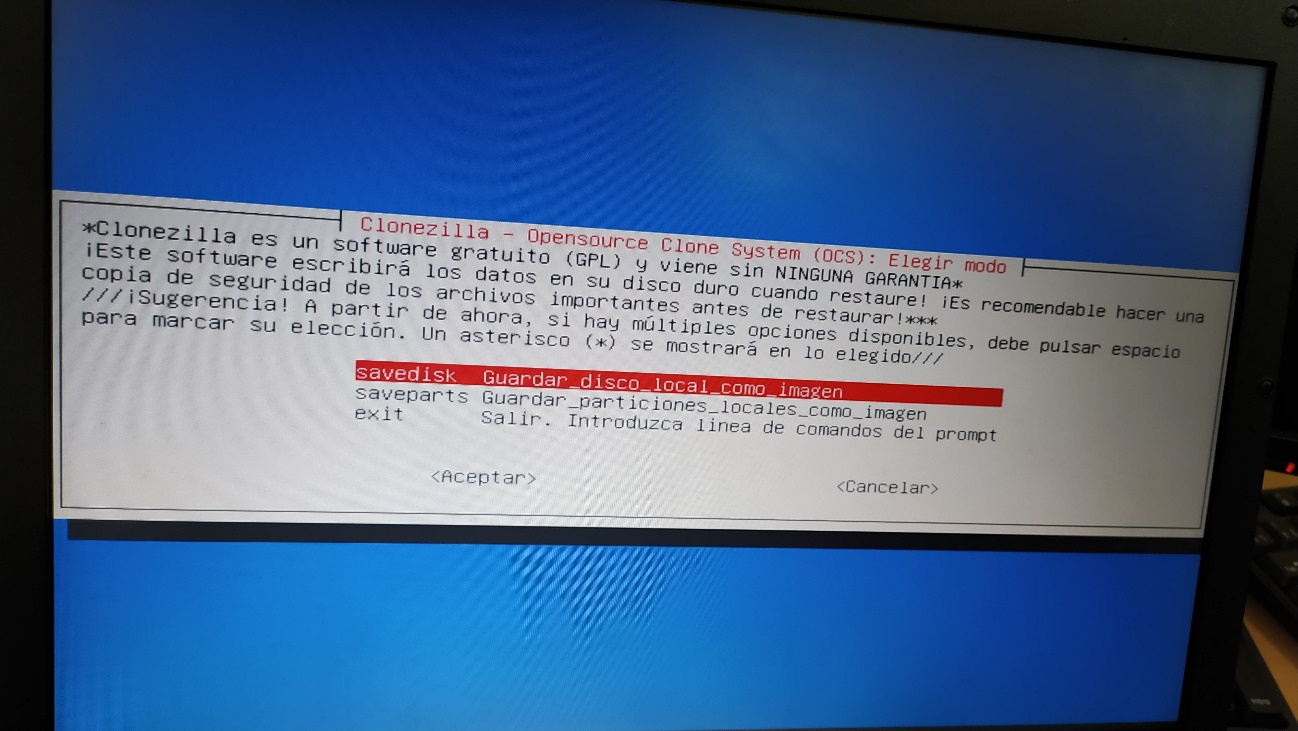 Clonezilla - Opensource Clone System (OCS): Elegir modo
*Clonezilla es un software gratuito (GPL) y viene sin NINGUNA GARANTIA*
¡Este software escribirá los datos en su disco duro cuando restaure! ¡Es recomendable hacer una
copia de seguridad de los archivos importantes antes de restaurar!***
///¡Sugerencia! A partir de ahora, si hay múltiples opciones disponibles, debe pulsar espacio
para marcar su elección. Un asterisco (*) se mostrará en lo elegido///
savedisk Guardar_disco_local_como_imagen
saveparts Guardar_particiones_locales_como_imagen
exit Salir. Introduzca linea de comandos del prompt
<Aceptar> <Cancelar>